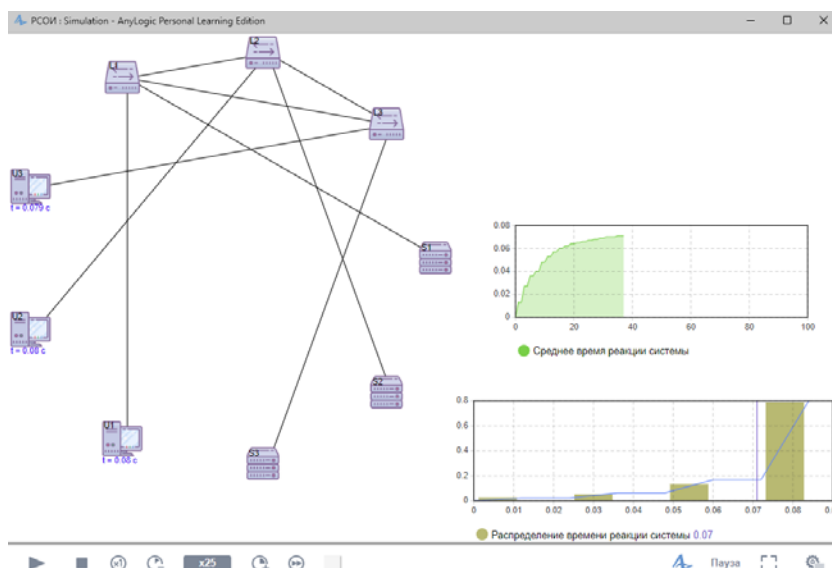 РСОИ : Simulation - AnyLogic Personal Learning Edition
L1
L2
L3
U3
t = 0.079 c
U2
t = 0.08 c
U1
t = 0.08 c
S1
S2
S3
0.08
0.06
0.04
0.02
0
0 20 40 60 80 100
Среднее время реакции системы
0.8
0.6
0.4
0.2
0
0 0.01 0.02 0.03 0.04 0.05 0.06 0.07 0.08
Распределение времени реакции системы 0.07
x1
x25
Пауза